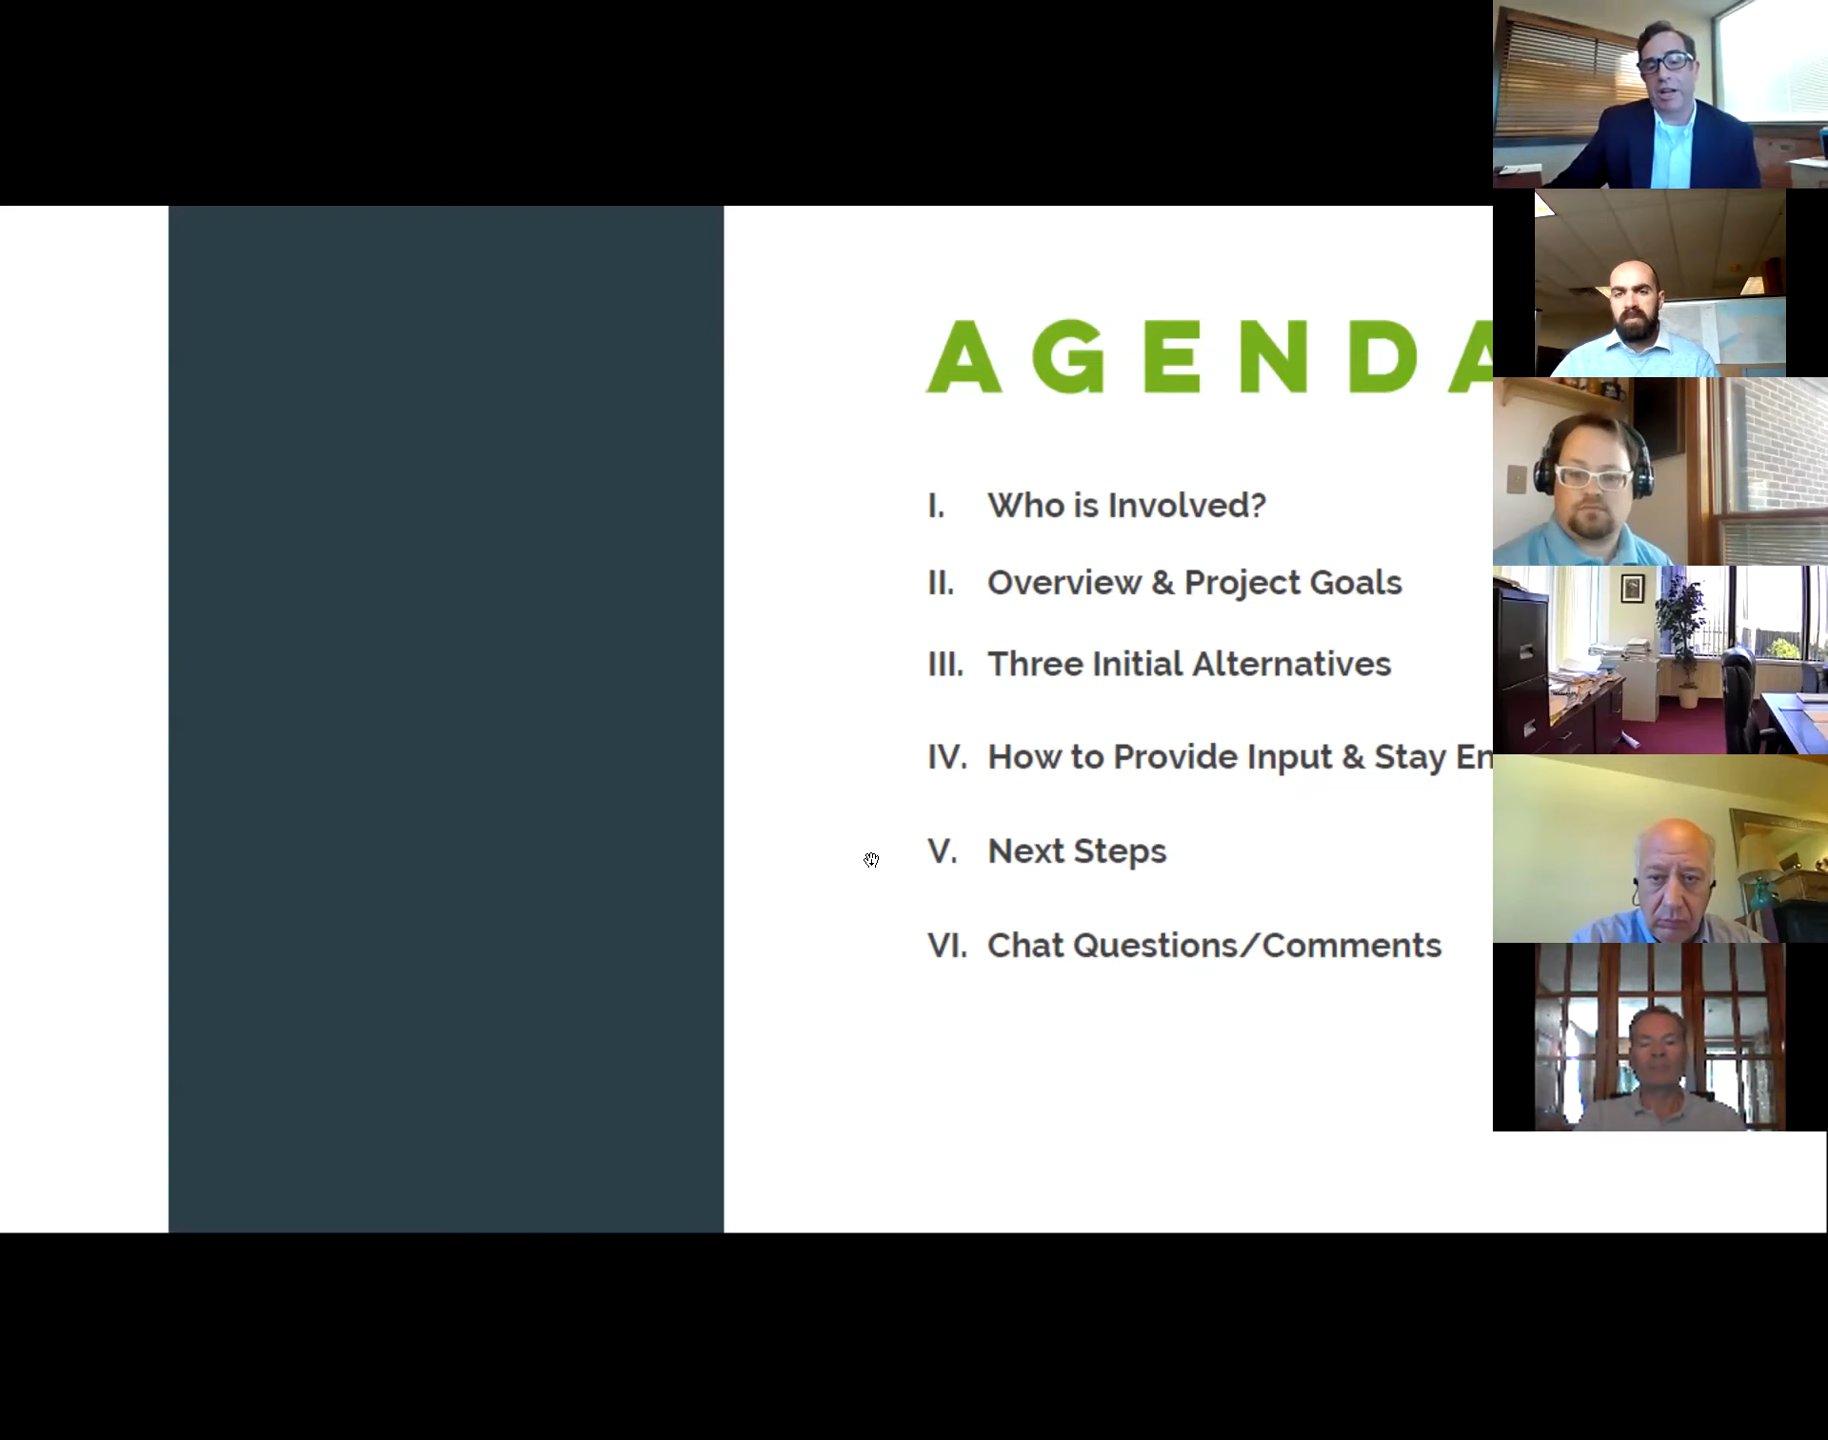 AGENDA
I. Who is Involved?
II. Overview & Project Goals
III. Three Initial Alternatives
IV. How to Provide Input & Stay En
V. Next Steps
VI. Chat Questions/Comments